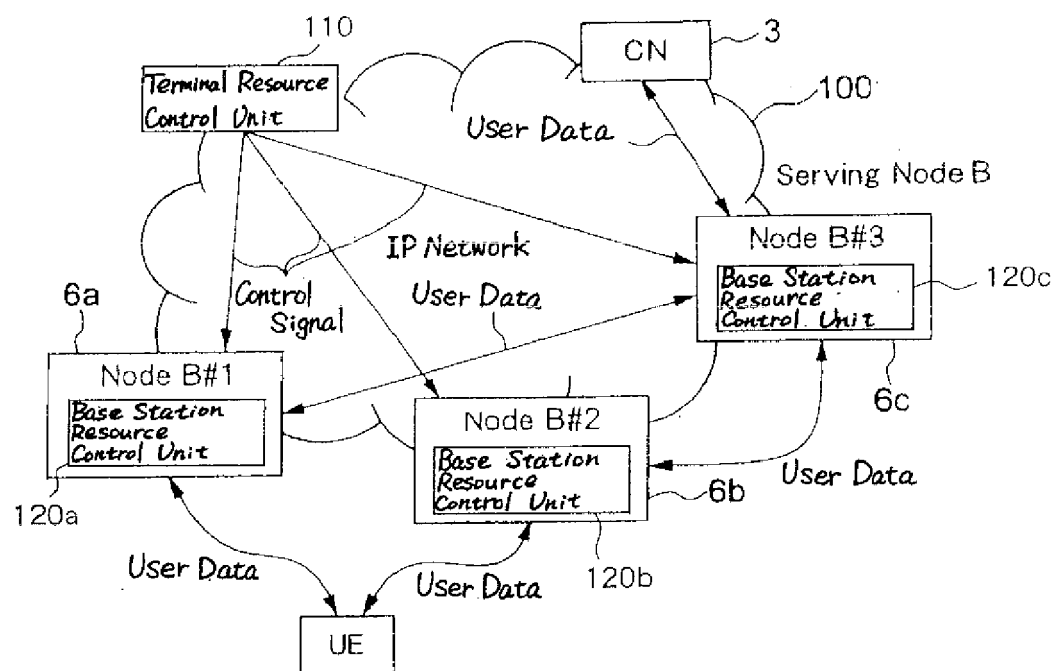 110
Terminal Resource
Control Unit
CN
3
100
User Data
Serving Node B
IP Network
Control
Signal
User Data
Node B#3
Base Station
Resource
Control Unit
120c
6c
6a
Node B#1
Base Station
Resource
Control Unit
120a
Node B#2
Base Station
Resource
Control Unit
6b
120b
User Data
User Data
User Data
UE